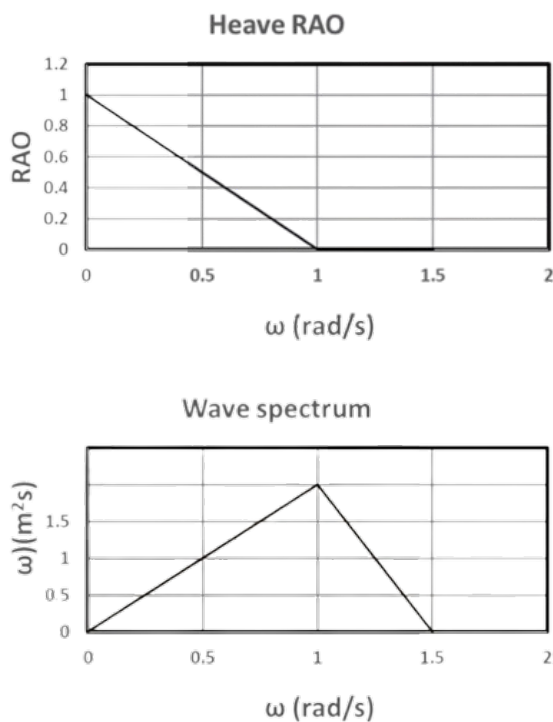 Heave RAO
1.2
1
0.8
0.6
0.4
0.2
0
RAO
0 0.5 1 1.5 2
ω (rad/s)
Wave spectrum
1.5
1
0.5
0
ω)(m²s)
0 0.5 1 1.5 2
ω (rad/s)